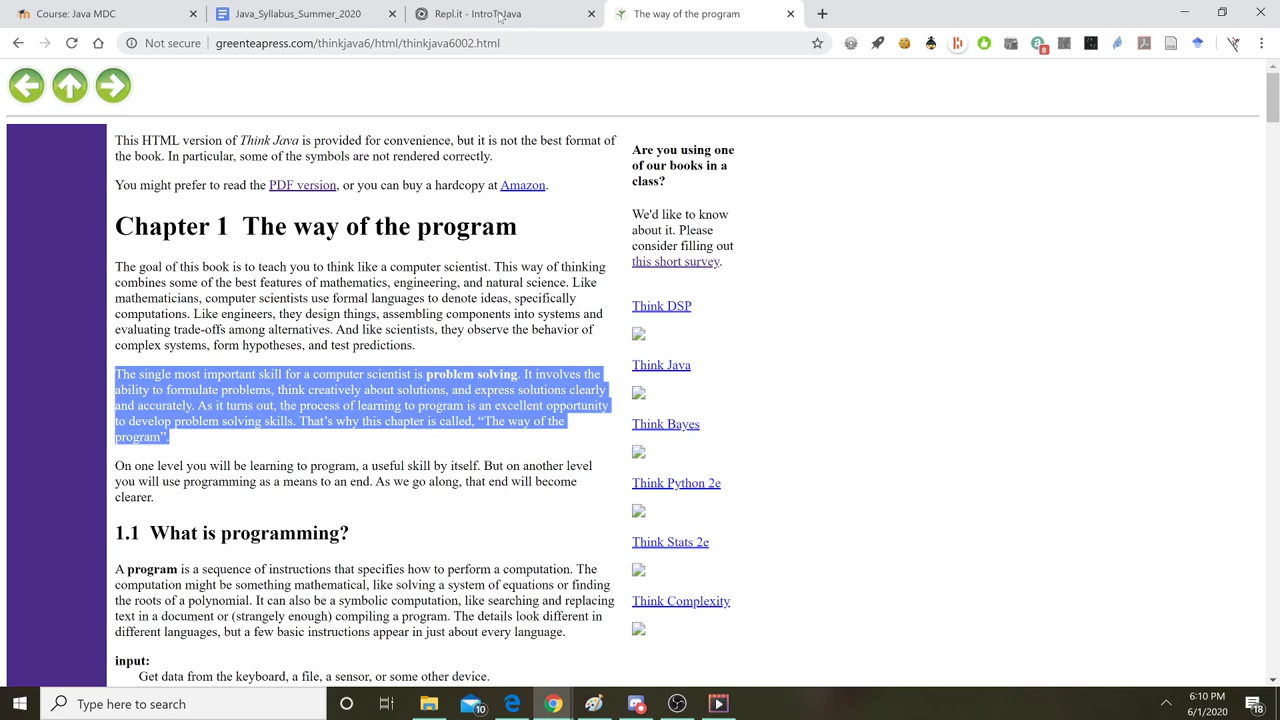 Course: Java MDC
Java_Syllabus_Summer_2020
Repl.it - IntroToJava
The way of the program
Not secure
greenteapress.com/thinkjava6/html/thinkjava6002.html
8
This HTML version of Think Java is provided for convenience, but it is not the best format of
the book. In particular, some of the symbols are not rendered correctly.
You might prefer to read the PDF version, or you can buy a hardcopy at Amazon.
Chapter 1  The way of the program
The goal of this book is to teach you to think like a computer scientist. This way of thinking
combines some of the best features of mathematics, engineering, and natural science. Like
mathematicians, computer scientists use formal languages to denote ideas, specifically
computations. Like engineers, they design things, assembling components into systems and
evaluating trade-offs among alternatives. And like scientists, they observe the behavior of
complex systems, form hypotheses, and test predictions.
The single most important skill for a computer scientist is problem solving. It involves the
ability to formulate problems, think creatively about solutions, and express solutions clearly
and accurately. As it turns out, the process of learning to program is an excellent opportunity
to develop problem solving skills. That’s why this chapter is called, “The way of the
program”.
On one level you will be learning to program, a useful skill by itself. But on another level
you will use programming as a means to an end. As we go along, that end will become
clearer.
1.1  What is programming?
A program is a sequence of instructions that specifies how to perform a computation. The
computation might be something mathematical, like solving a system of equations or finding
the roots of a polynomial. It can also be a symbolic computation, like searching and replacing
text in a document or (strangely enough) compiling a program. The details look different in
different languages, but a few basic instructions appear in just about every language.
input:
Get data from the keyboard, a file, a sensor, or some other device.
Are you using one
of our books in a
class?
We'd like to know
about it. Please
consider filling out
this short survey.
Think DSP
Think Java
Think Bayes
Think Python 2e
Think Stats 2e
Think Complexity
Type here to search
10
6:10 PM
6/1/2020
18